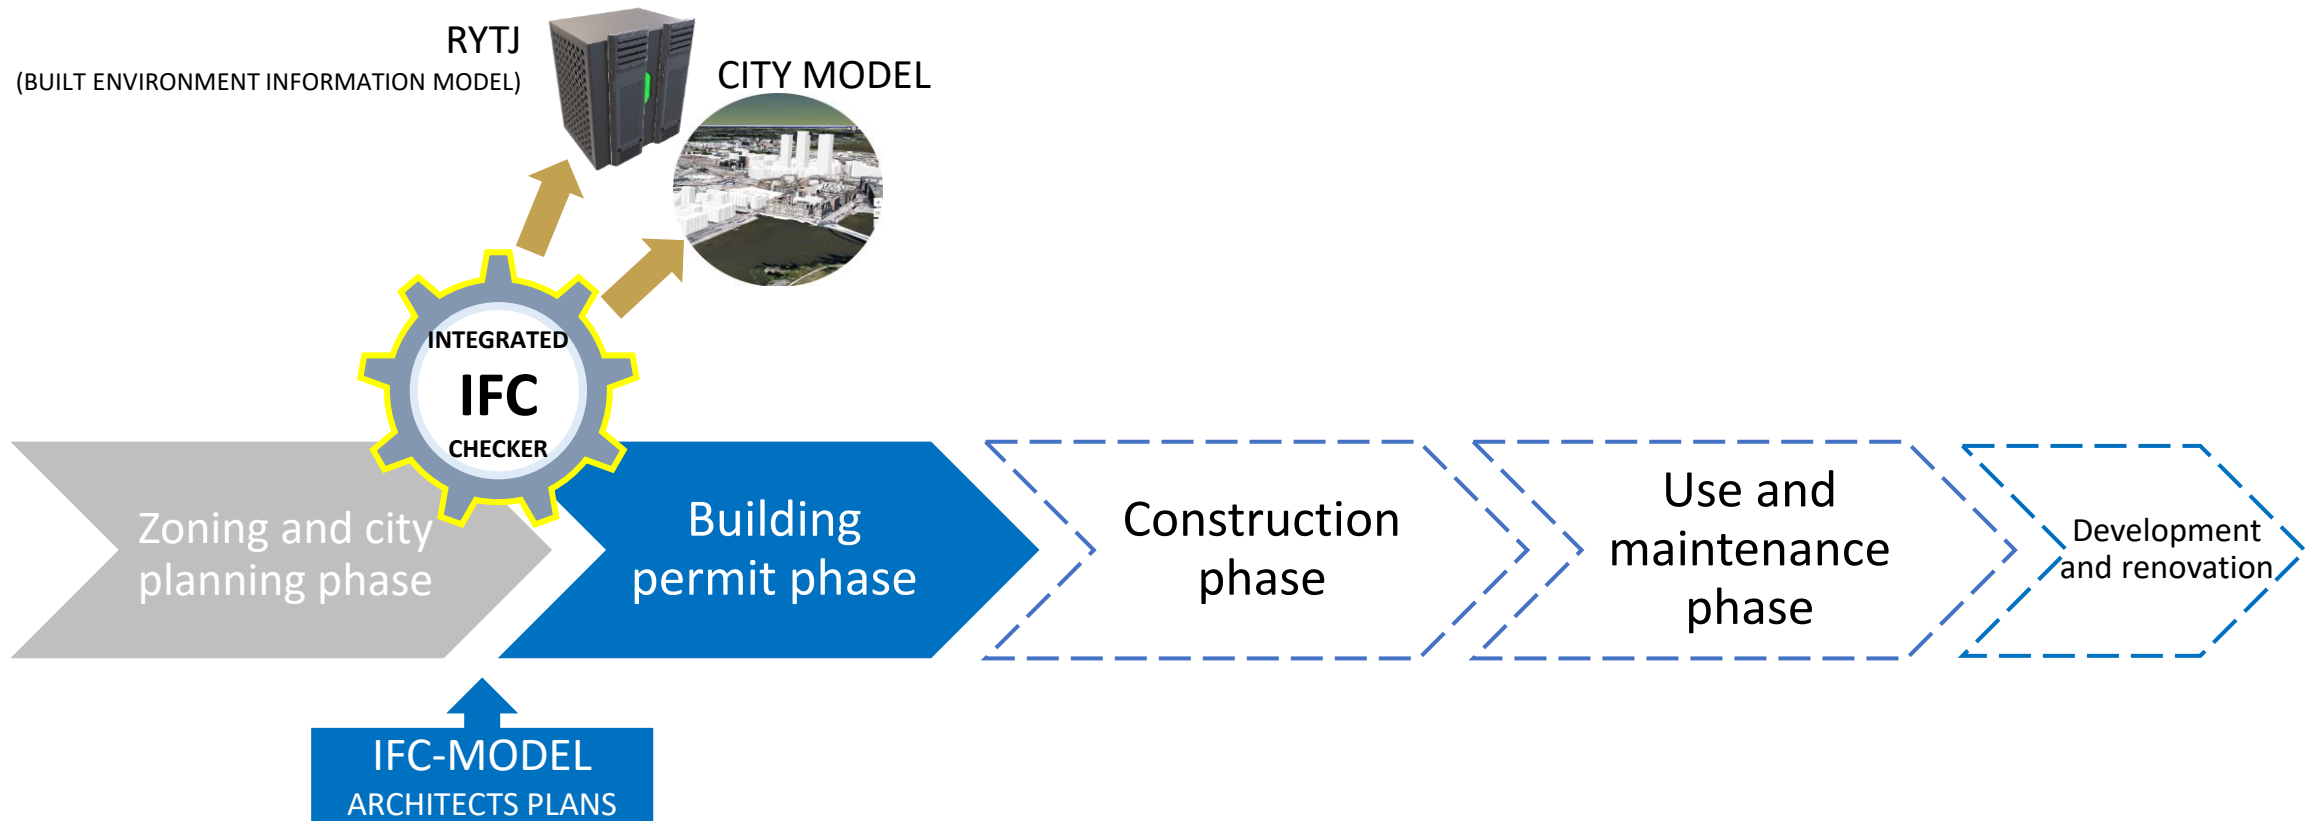 RYTJ
(BUILT ENVIRONMENT INFORMATION MODEL)
CITY MODEL
INTEGRATED
IFC
CHECKER
Zoning and city
planning phase
Building
permit phase
Construction
phase
Use and
maintenance
phase
Development
and renovation
IFC-MODEL
ARCHITECTS PLANS